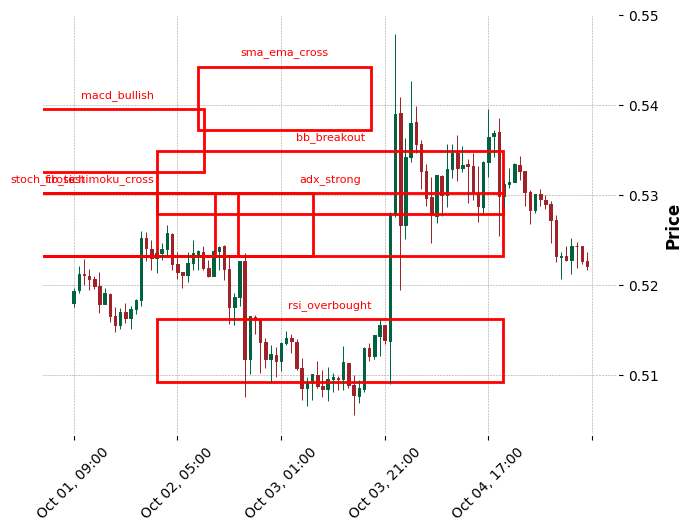 0.55
sma_ema_cross
macd_bullish
0.54
bb_breakout
ichimoku_cross
adx_strong
0.53
Price
0.52
rsi_overbought
0.51
Oct 01, 09:00
Oct 02, 05:00
Oct 03, 01:00
Oct 03, 21:00
Oct 04, 17:00